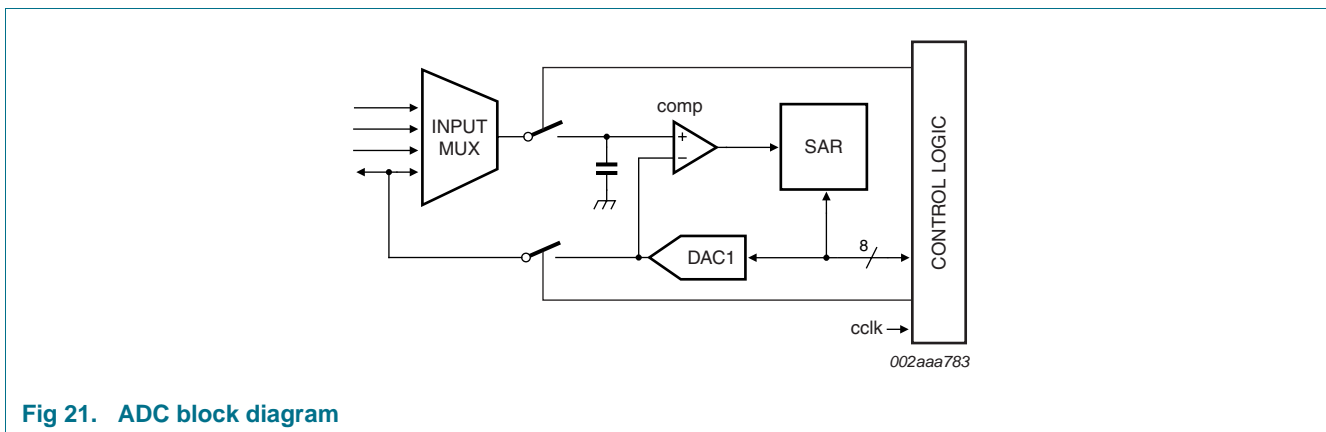 comp
INPUT
MUX
+
−
SAR
CONTROL LOGIC
DAC1
8
cclk
002aaa783
Fig 21. ADC block diagram